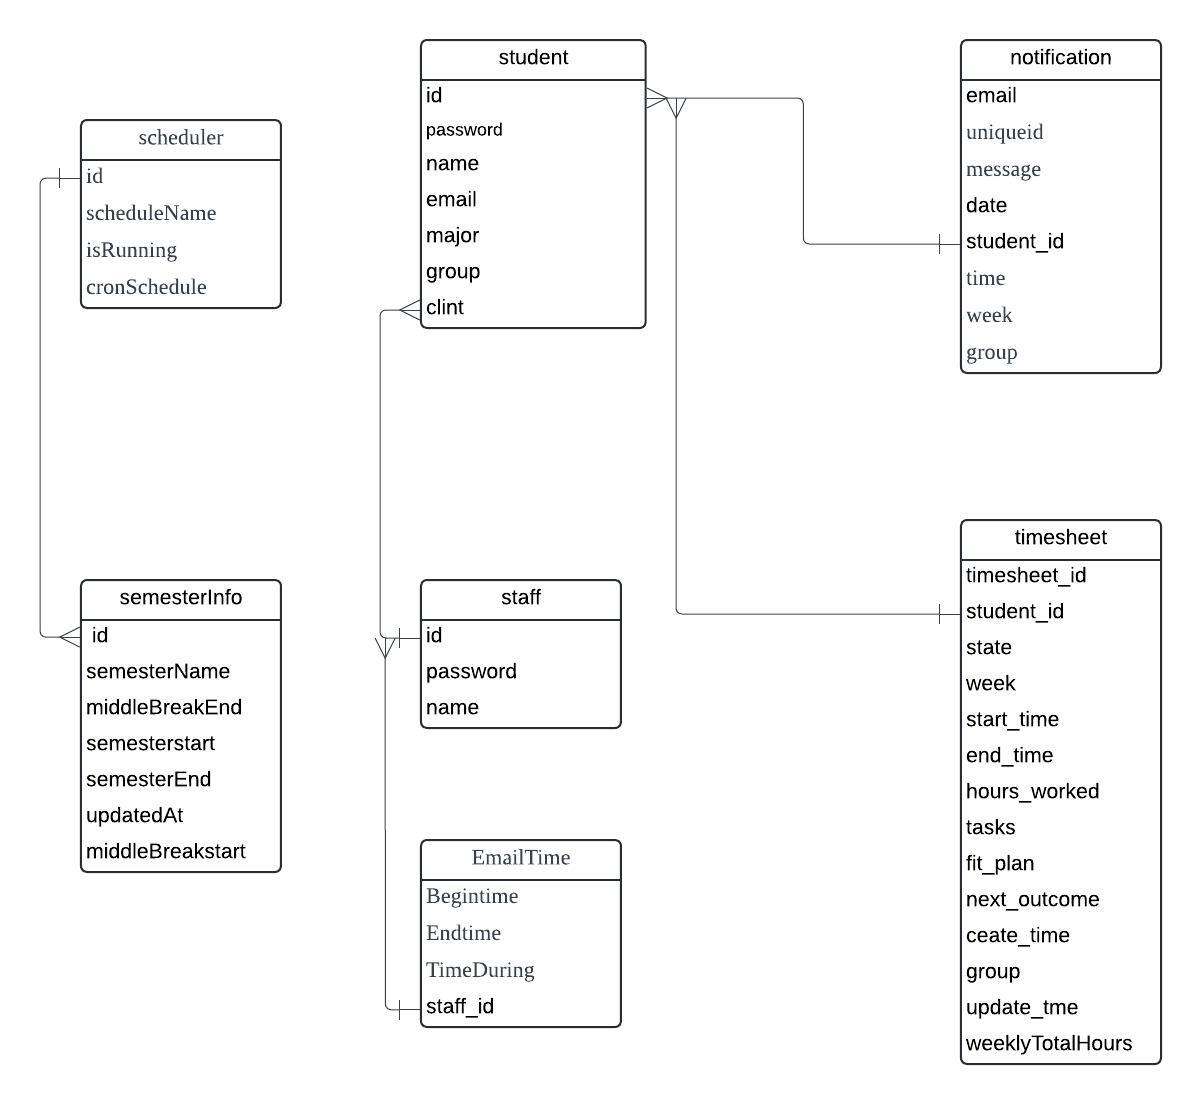 scheduler
id
scheduleName
isRunning
cronSchedule
student
id
password
name
email
major
group
clint
notification
email
uniqueid
message
date
student_id
time
week
group
semesterInfo
id
semesterName
middleBreakEnd
semesterstart
semesterEnd
updatedAt
middleBreakstart
staff
id
password
name
EmailTime
Begintime
Endtime
TimeDuring
staff_id
timesheet
timesheet_id
student_id
state
week
start_time
end_time
hours_worked
tasks
fit_plan
next_outcome
ceate_time
group
update_tme
weeklyTotalHours